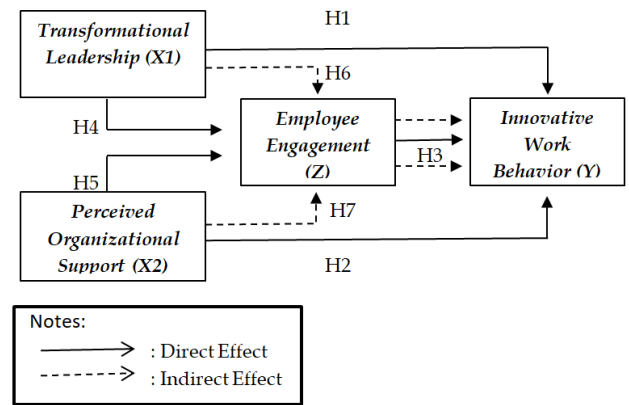 H1
Transformational
Leadership (X1)
H6
Employee
Engagement
(Z)
Innovative
Work
Behavior (Y)
H4
H3
H5
Perceived
Organizational
Support (X2)
H7
H2
Notes:
: Direct Effect
: Indirect Effect